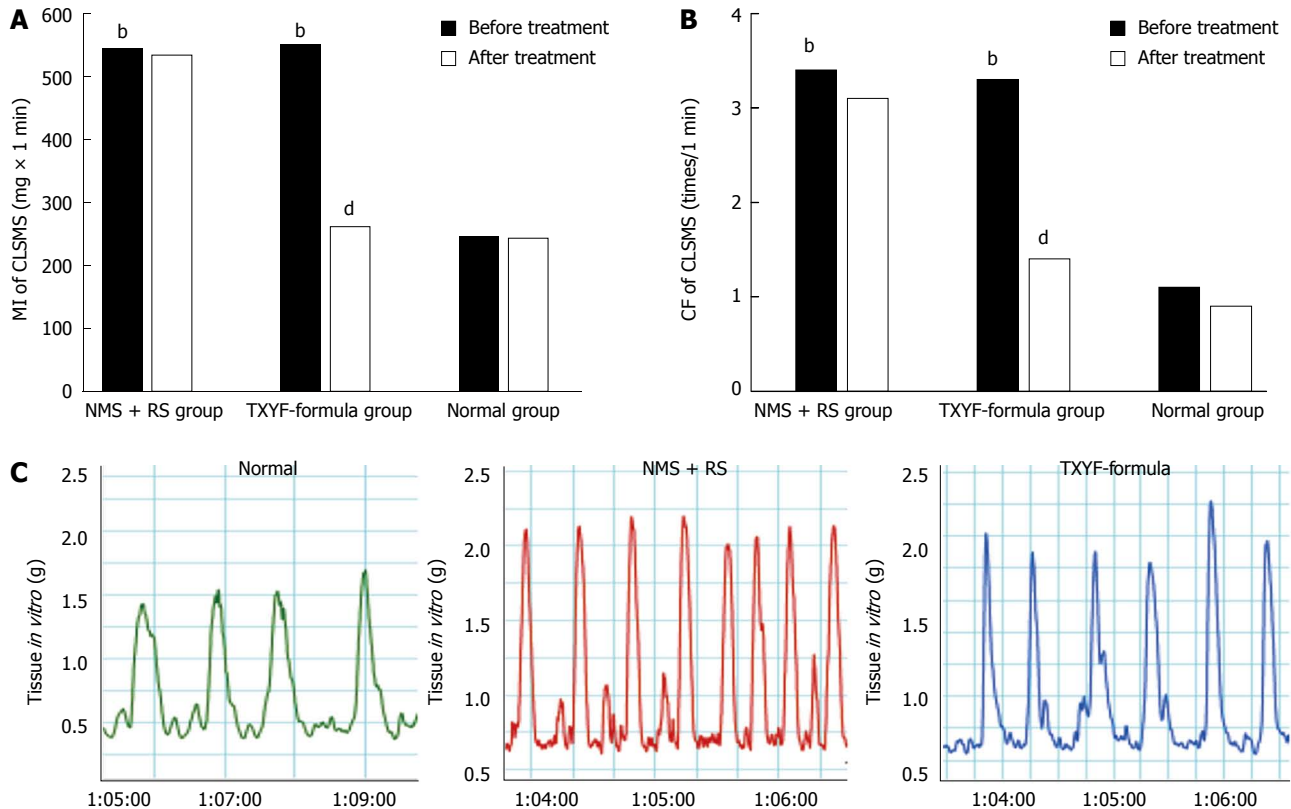 A
MI of CLSMS (mg × 1 min)
600
500
400
300
200
100
0
b
b
d
Before treatment
After treatment
NMS + RS group
TXYF-formula group
Normal group
B
CF of CLSMS (times/1 min)
4
3
2
1
0
b
b
d
Before treatment
After treatment
NMS + RS group
TXYF-formula group
Normal group
C
Normal
Tissue in vitro (g)
2.5
2.0
1.5
1.0
0.5
1:05:00
1:07:00
1:09:00
NMS + RS
Tissue in vitro (g)
2.5
2.0
1.5
1.0
0.5
1:04:00
1:05:00
1:06:00
TXYF-formula
Tissue in vitro (g)
2.5
2.0
1.5
1.0
0.5
1:04:00
1:05:00
1:06:00